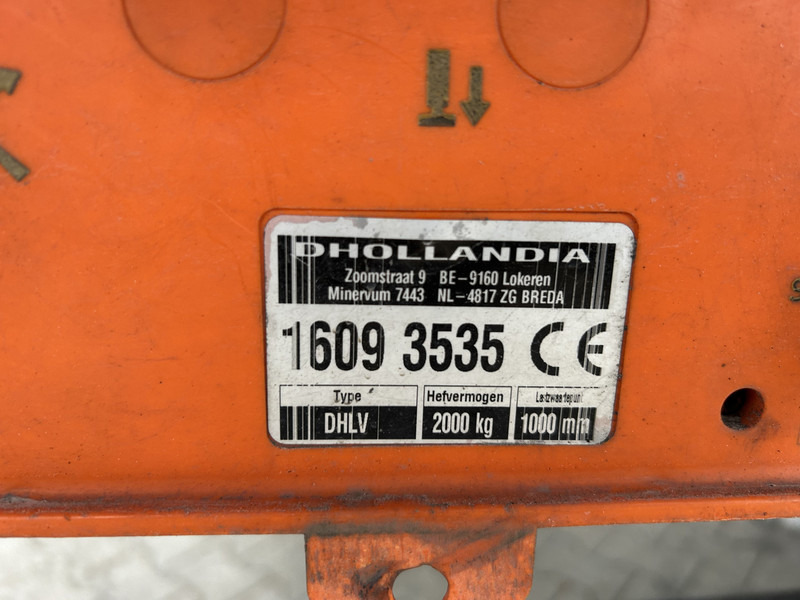 DHOLLANDIA
Zoomstraat 9 BE-9160 Lokeren
Minervum 7443 NL-4817 ZG BREDA
1609 3535 CE
Type Hefvermogen Lastzwaartepunt
DHLV 2000 kg 1000 mm